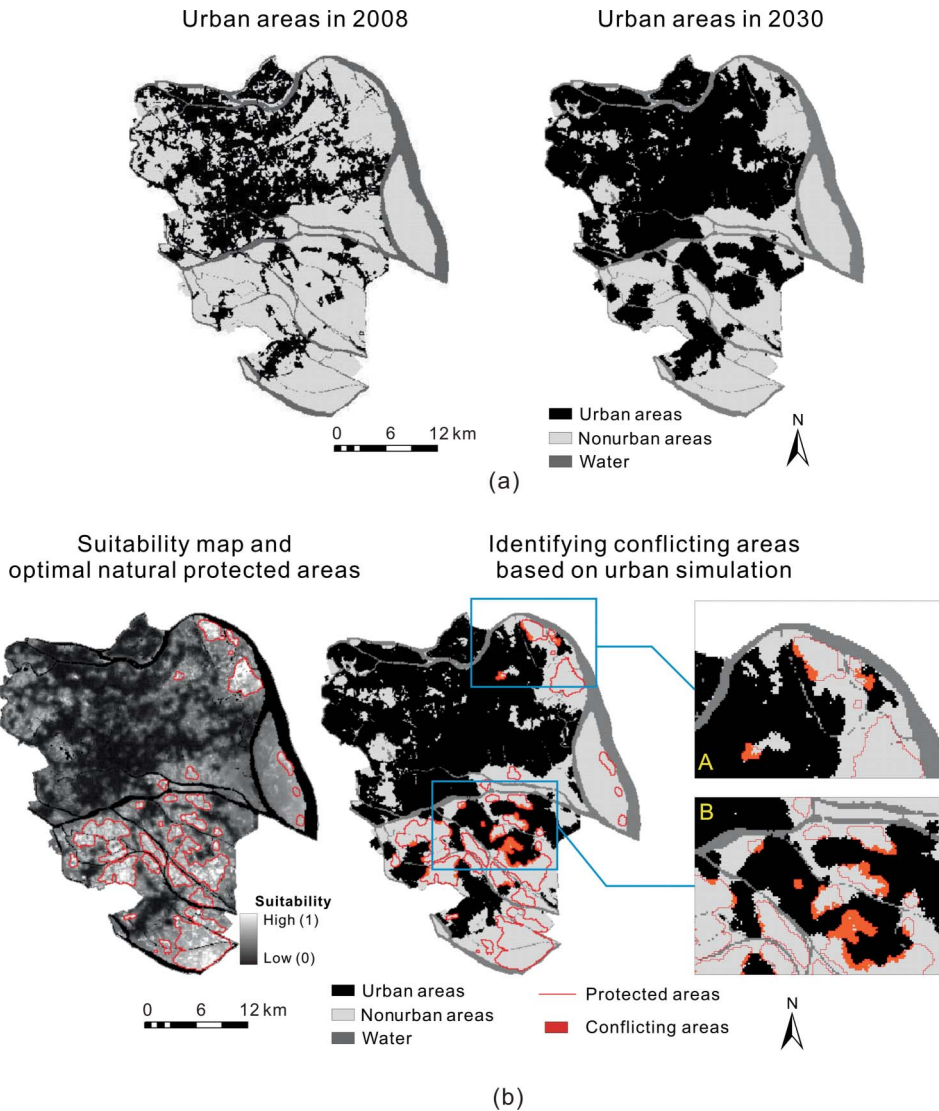 Urban areas in 2008
Urban areas in 2030
0 6 12 km
Urban areas
Nonurban areas
Water
N
(a)
Suitability map and
optimal natural protected areas
Identifying conflicting areas
based on urban simulation
A
B
Suitability
High (1)
Low (0)
0 6 12 km
Urban areas
Nonurban areas
Water
Protected areas
Conflicting areas
N
(b)